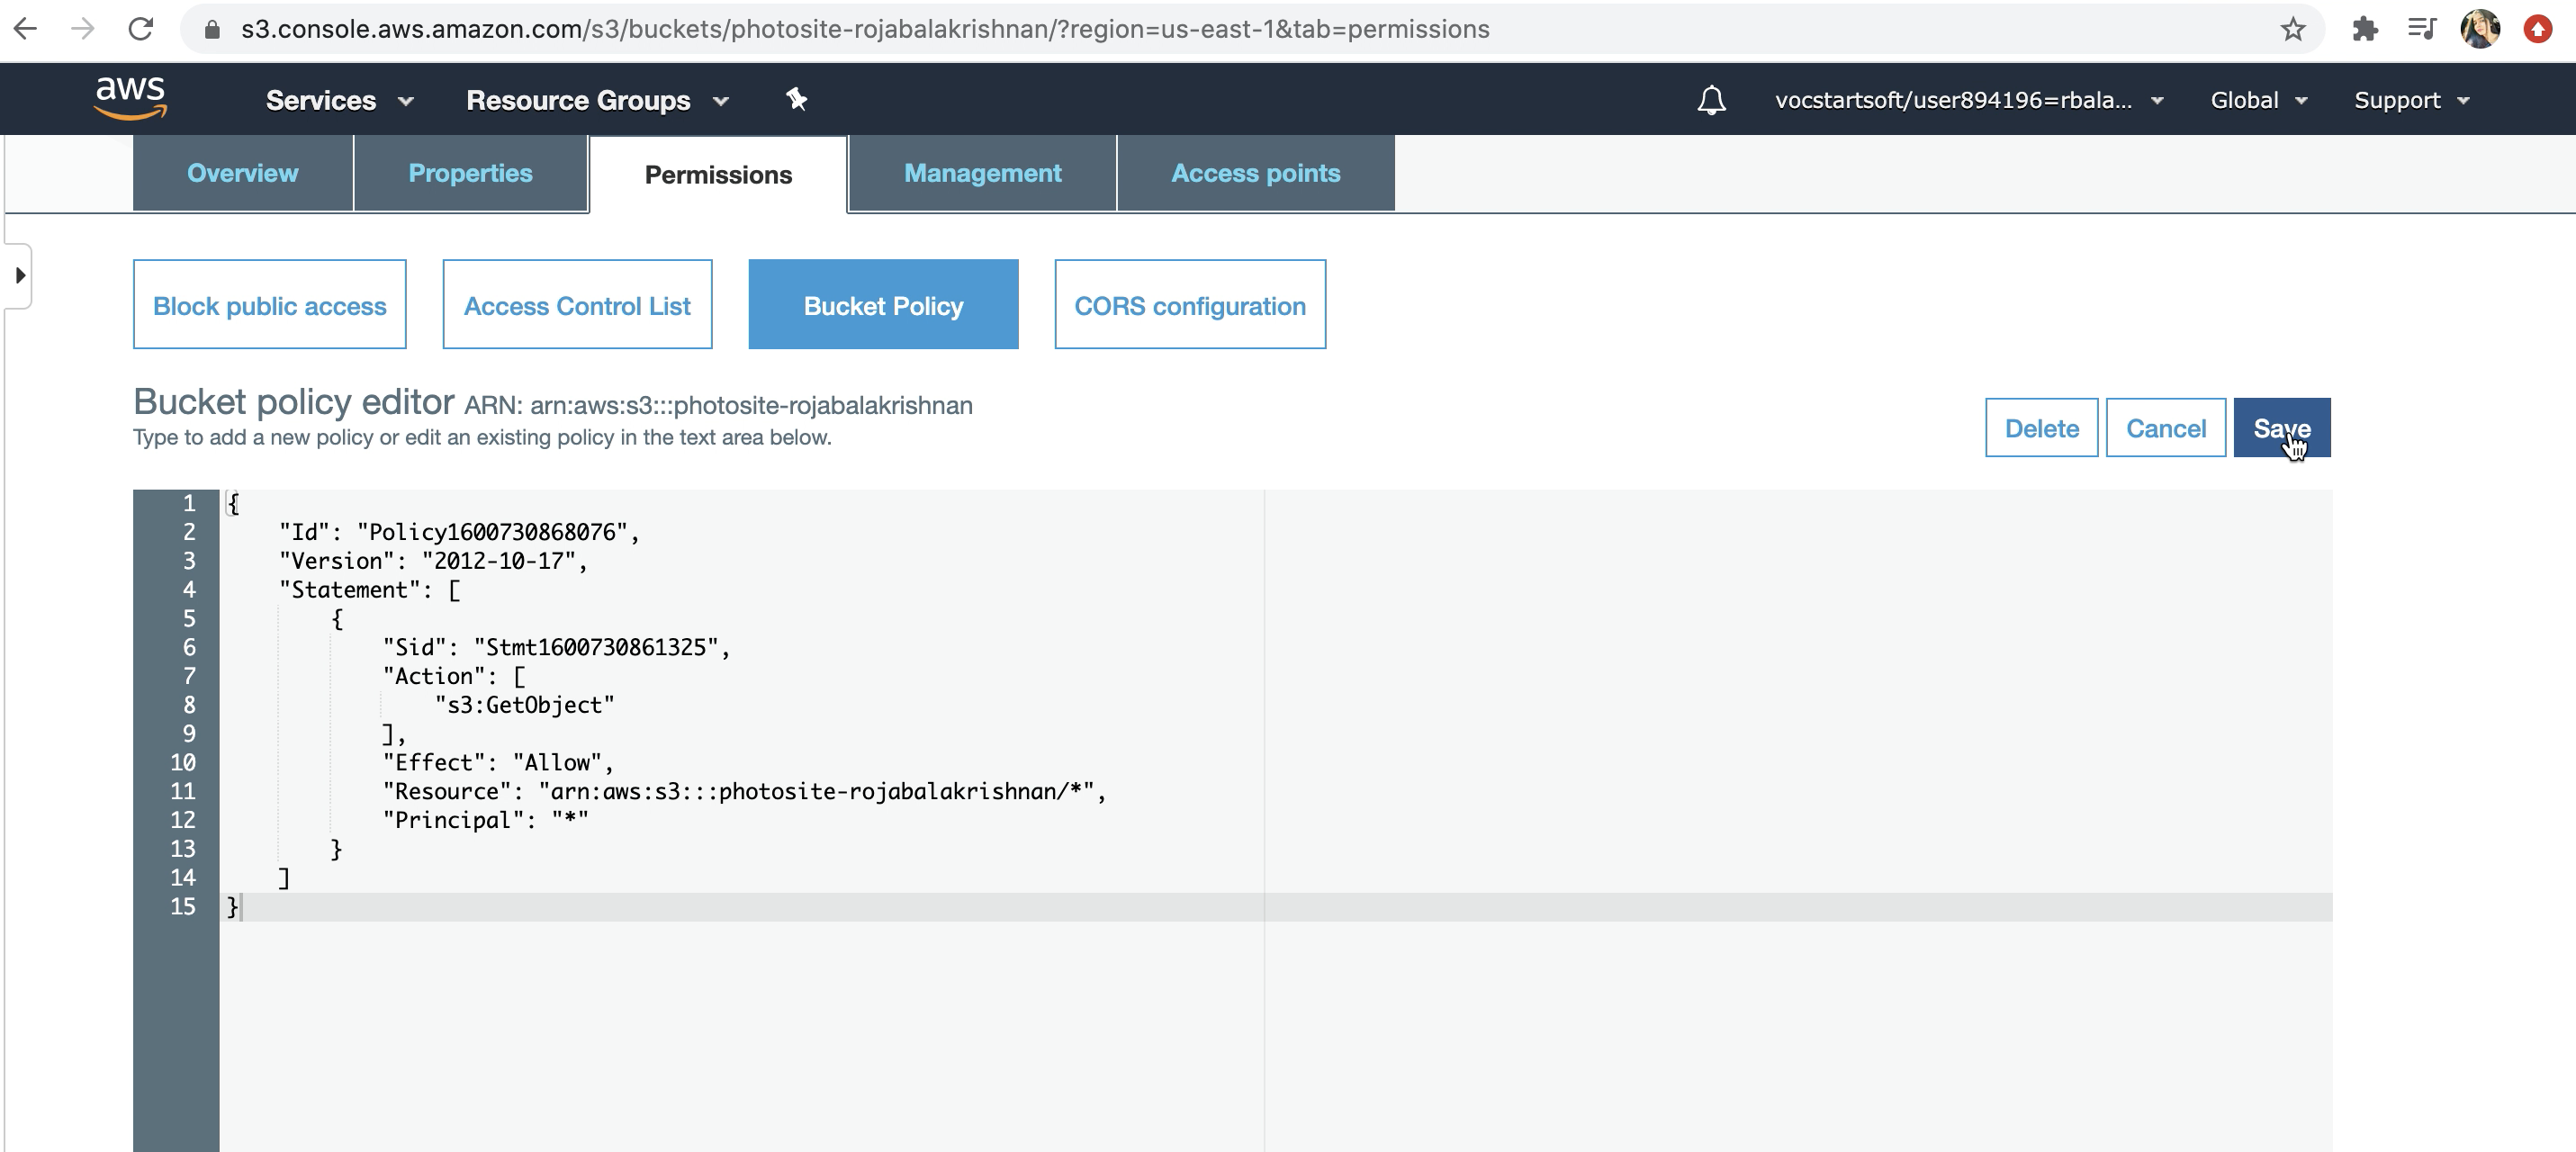 s3.console.aws.amazon.com/s3/buckets/photosite-rojabalakrishnan/?region=us-east-1&tab=permissions
aws Services Resource Groups vocstartsoft/user894196=rbala... Global Support
Overview Properties Permissions Management Access points
Block public access Access Control List Bucket Policy CORS configuration
Bucket policy editor ARN: arn:aws:s3:::photosite-rojabalakrishnan
Type to add a new policy or edit an existing policy in the text area below.
Delete Cancel Save
1 {
2 "Id": "Policy1600730868076",
3 "Version": "2012-10-17",
4 "Statement": [
5 {
6 "Sid": "Stmt1600730861325",
7 "Action": [
8 "s3:GetObject"
9 ],
10 "Effect": "Allow",
11 "Resource": "arn:aws:s3:::photosite-rojabalakrishnan/*",
12 "Principal": "*"
13 }
14 ]
15 }